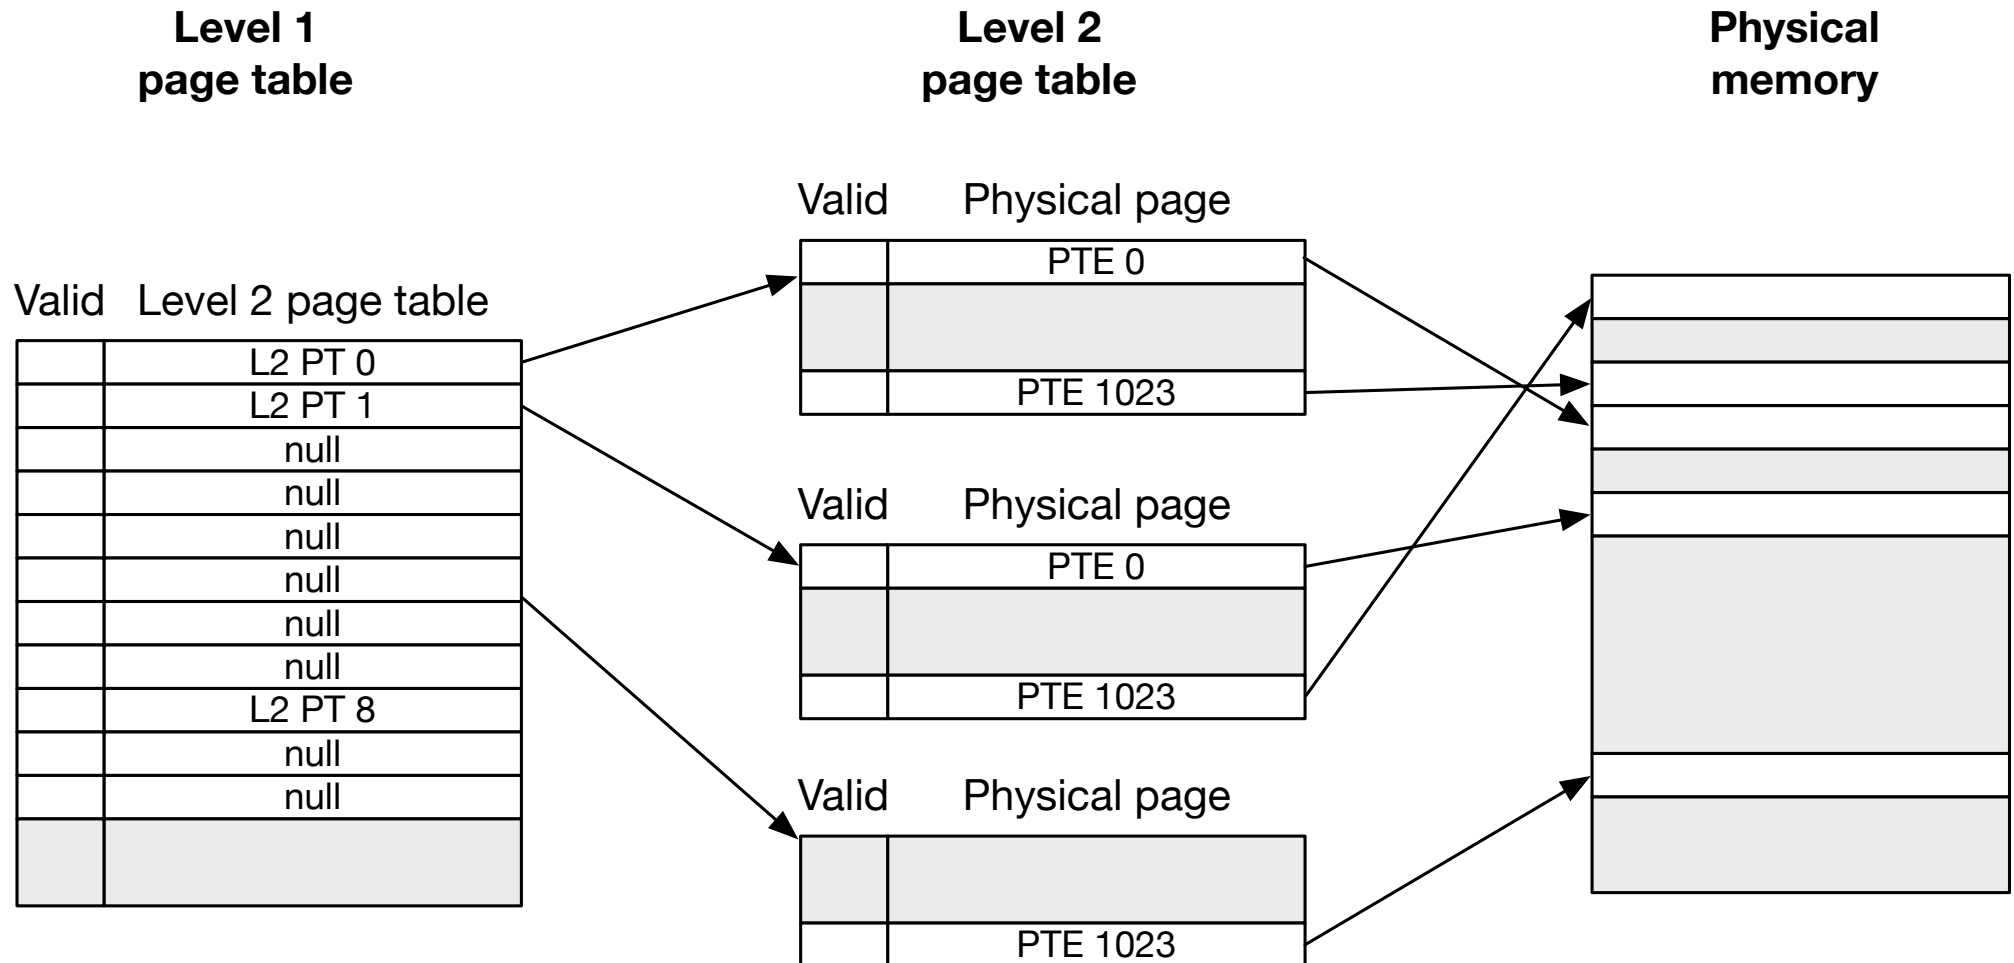 Level 1
page table
Level 2
page table
Physical
memory
Valid Level 2 page table
L2 PT 0
L2 PT 1
null
null
null
null
null
null
L2 PT 8
null
null
Valid Physical page
PTE 0
PTE 1023
Valid Physical page
PTE 0
PTE 1023
Valid Physical page
PTE 1023